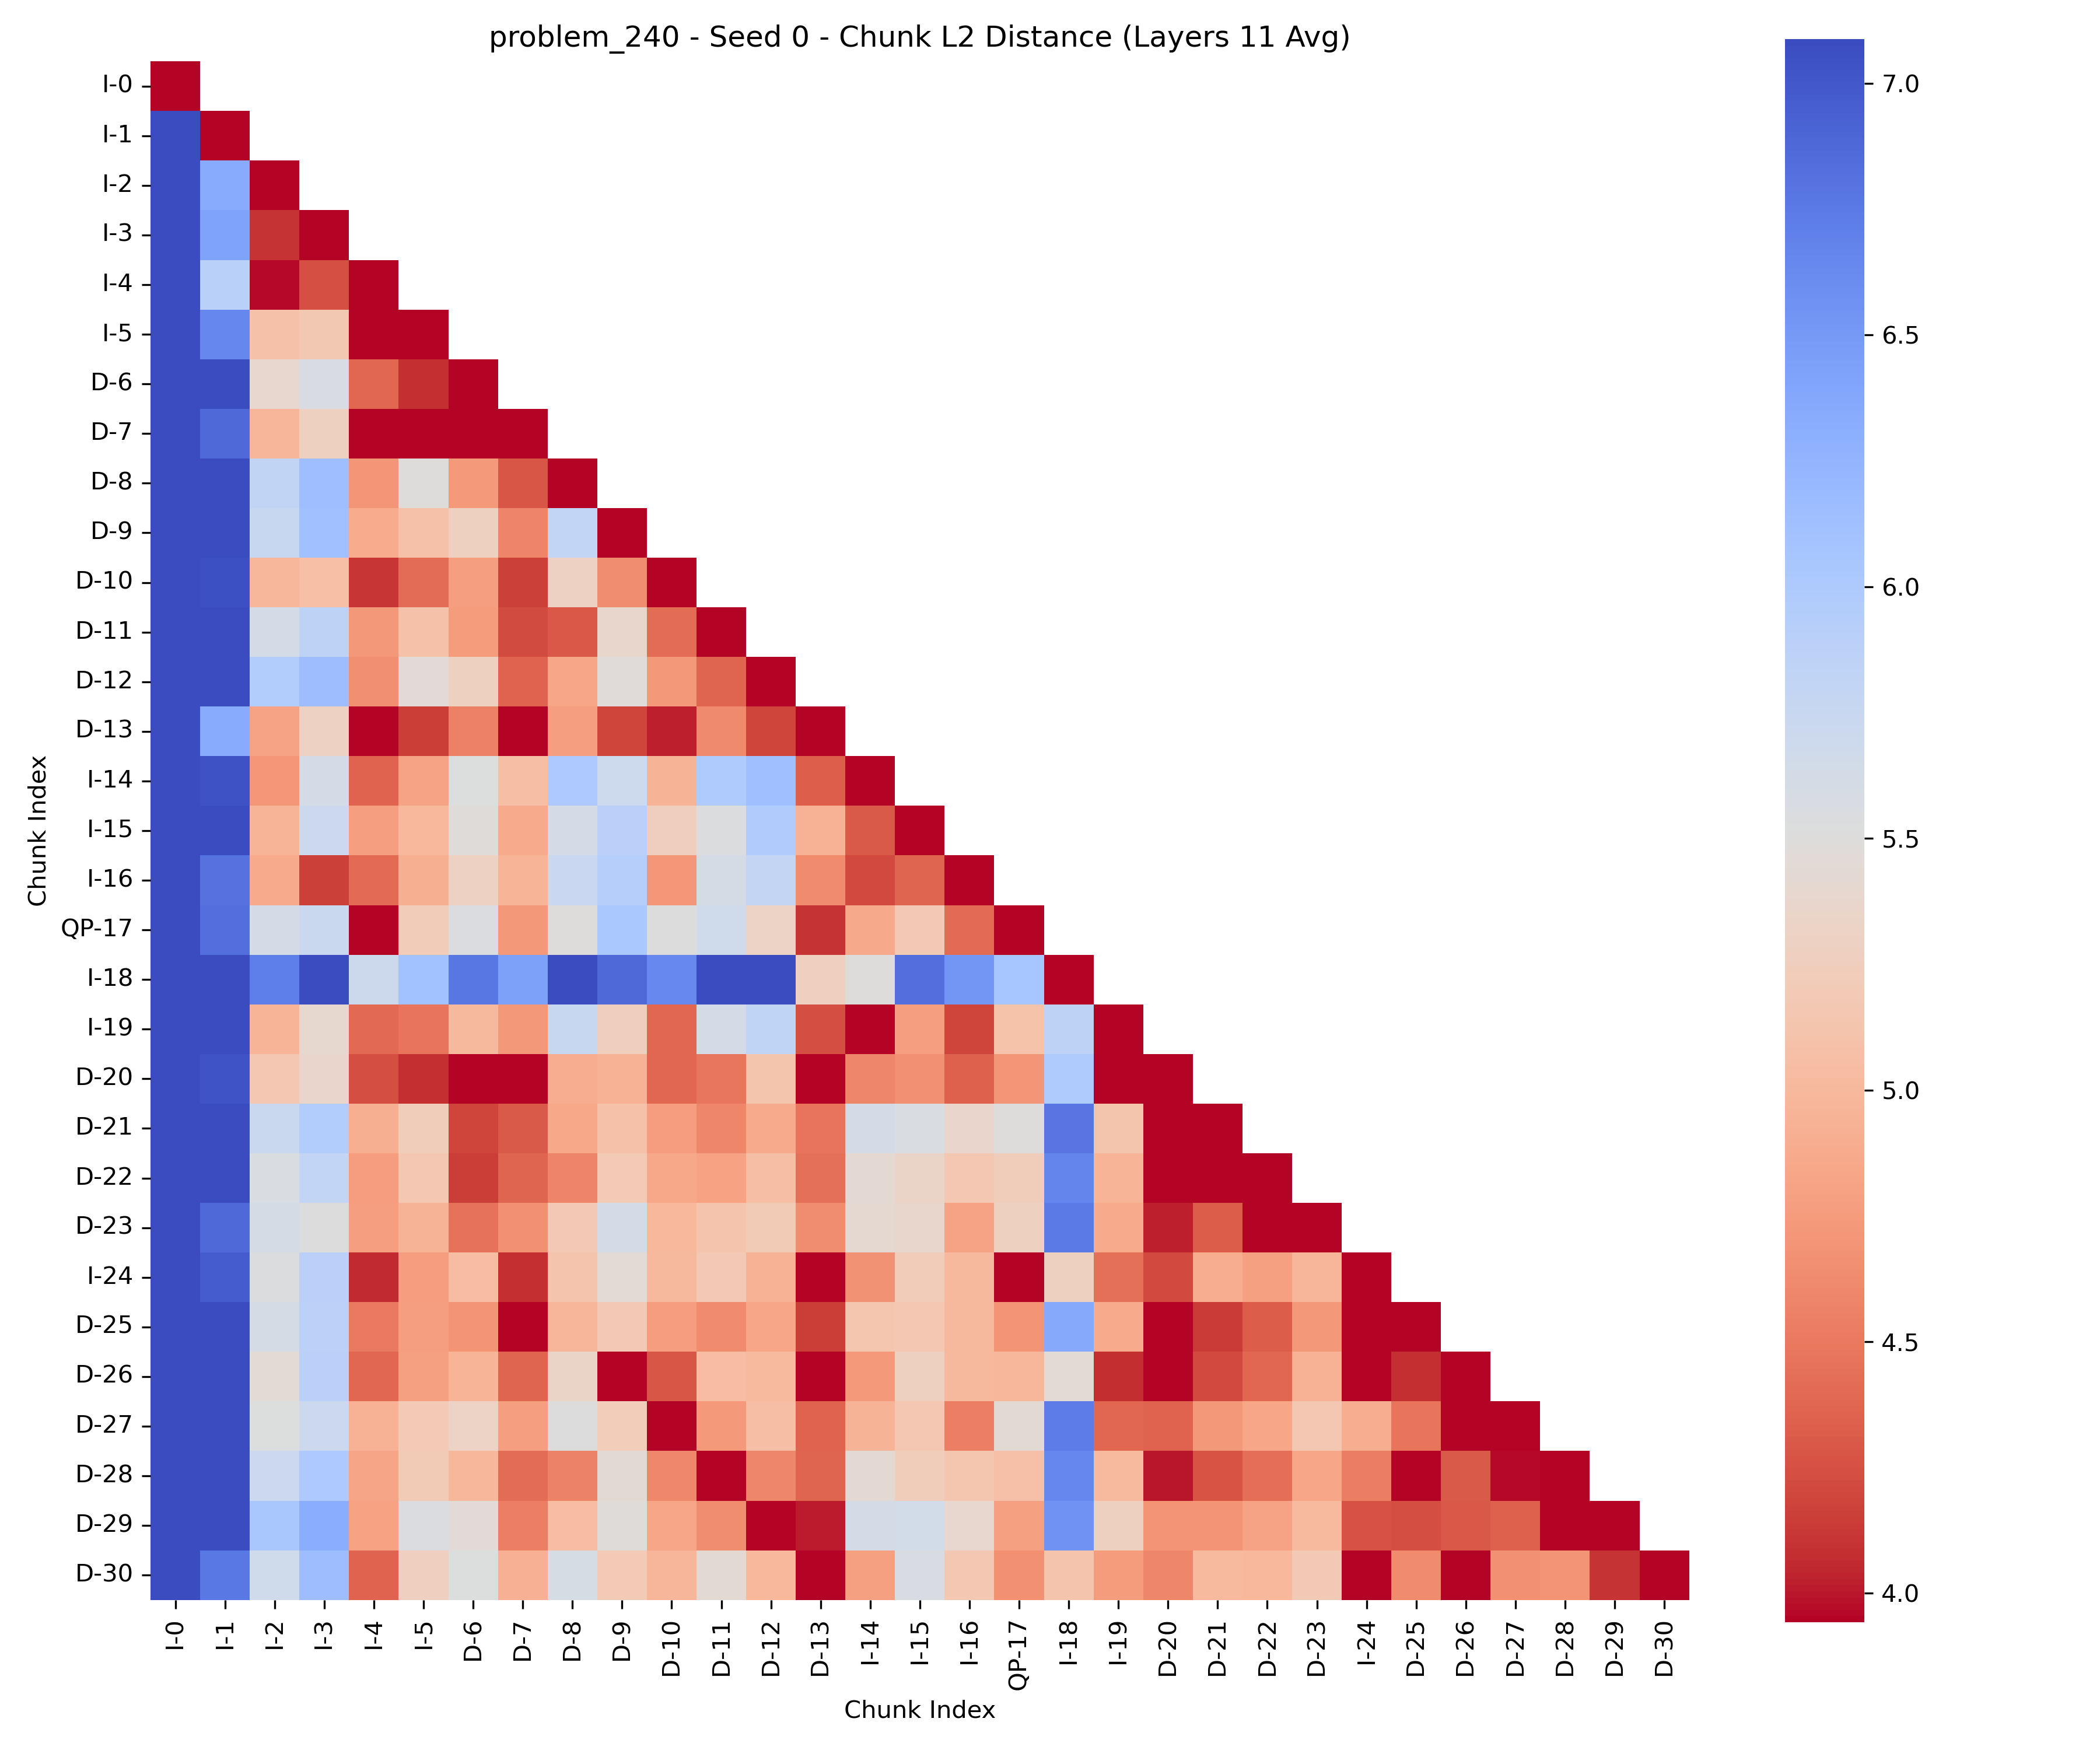 problem_240 - Seed 0 - Chunk L2 Distance (Layers 11 Avg)
I-0
I-1
I-2
I-3
I-4
I-5
D-6
D-7
D-8
D-9
D-10
D-11
D-12
D-13
I-14
I-15
I-16
QP-17
I-18
I-19
D-20
D-21
D-22
D-23
I-24
D-25
D-26
D-27
D-28
D-29
D-30
Chunk Index
I-0 I-1 I-2 I-3 I-4 I-5 D-6 D-7 D-8 D-9 D-10 D-11 D-12 D-13 I-14 I-15 I-16 QP-17 I-18 I-19 D-20 D-21 D-22 D-23 I-24 D-25 D-26 D-27 D-28 D-29 D-30
Chunk Index
7.0
6.5
6.0
5.5
5.0
4.5
4.0